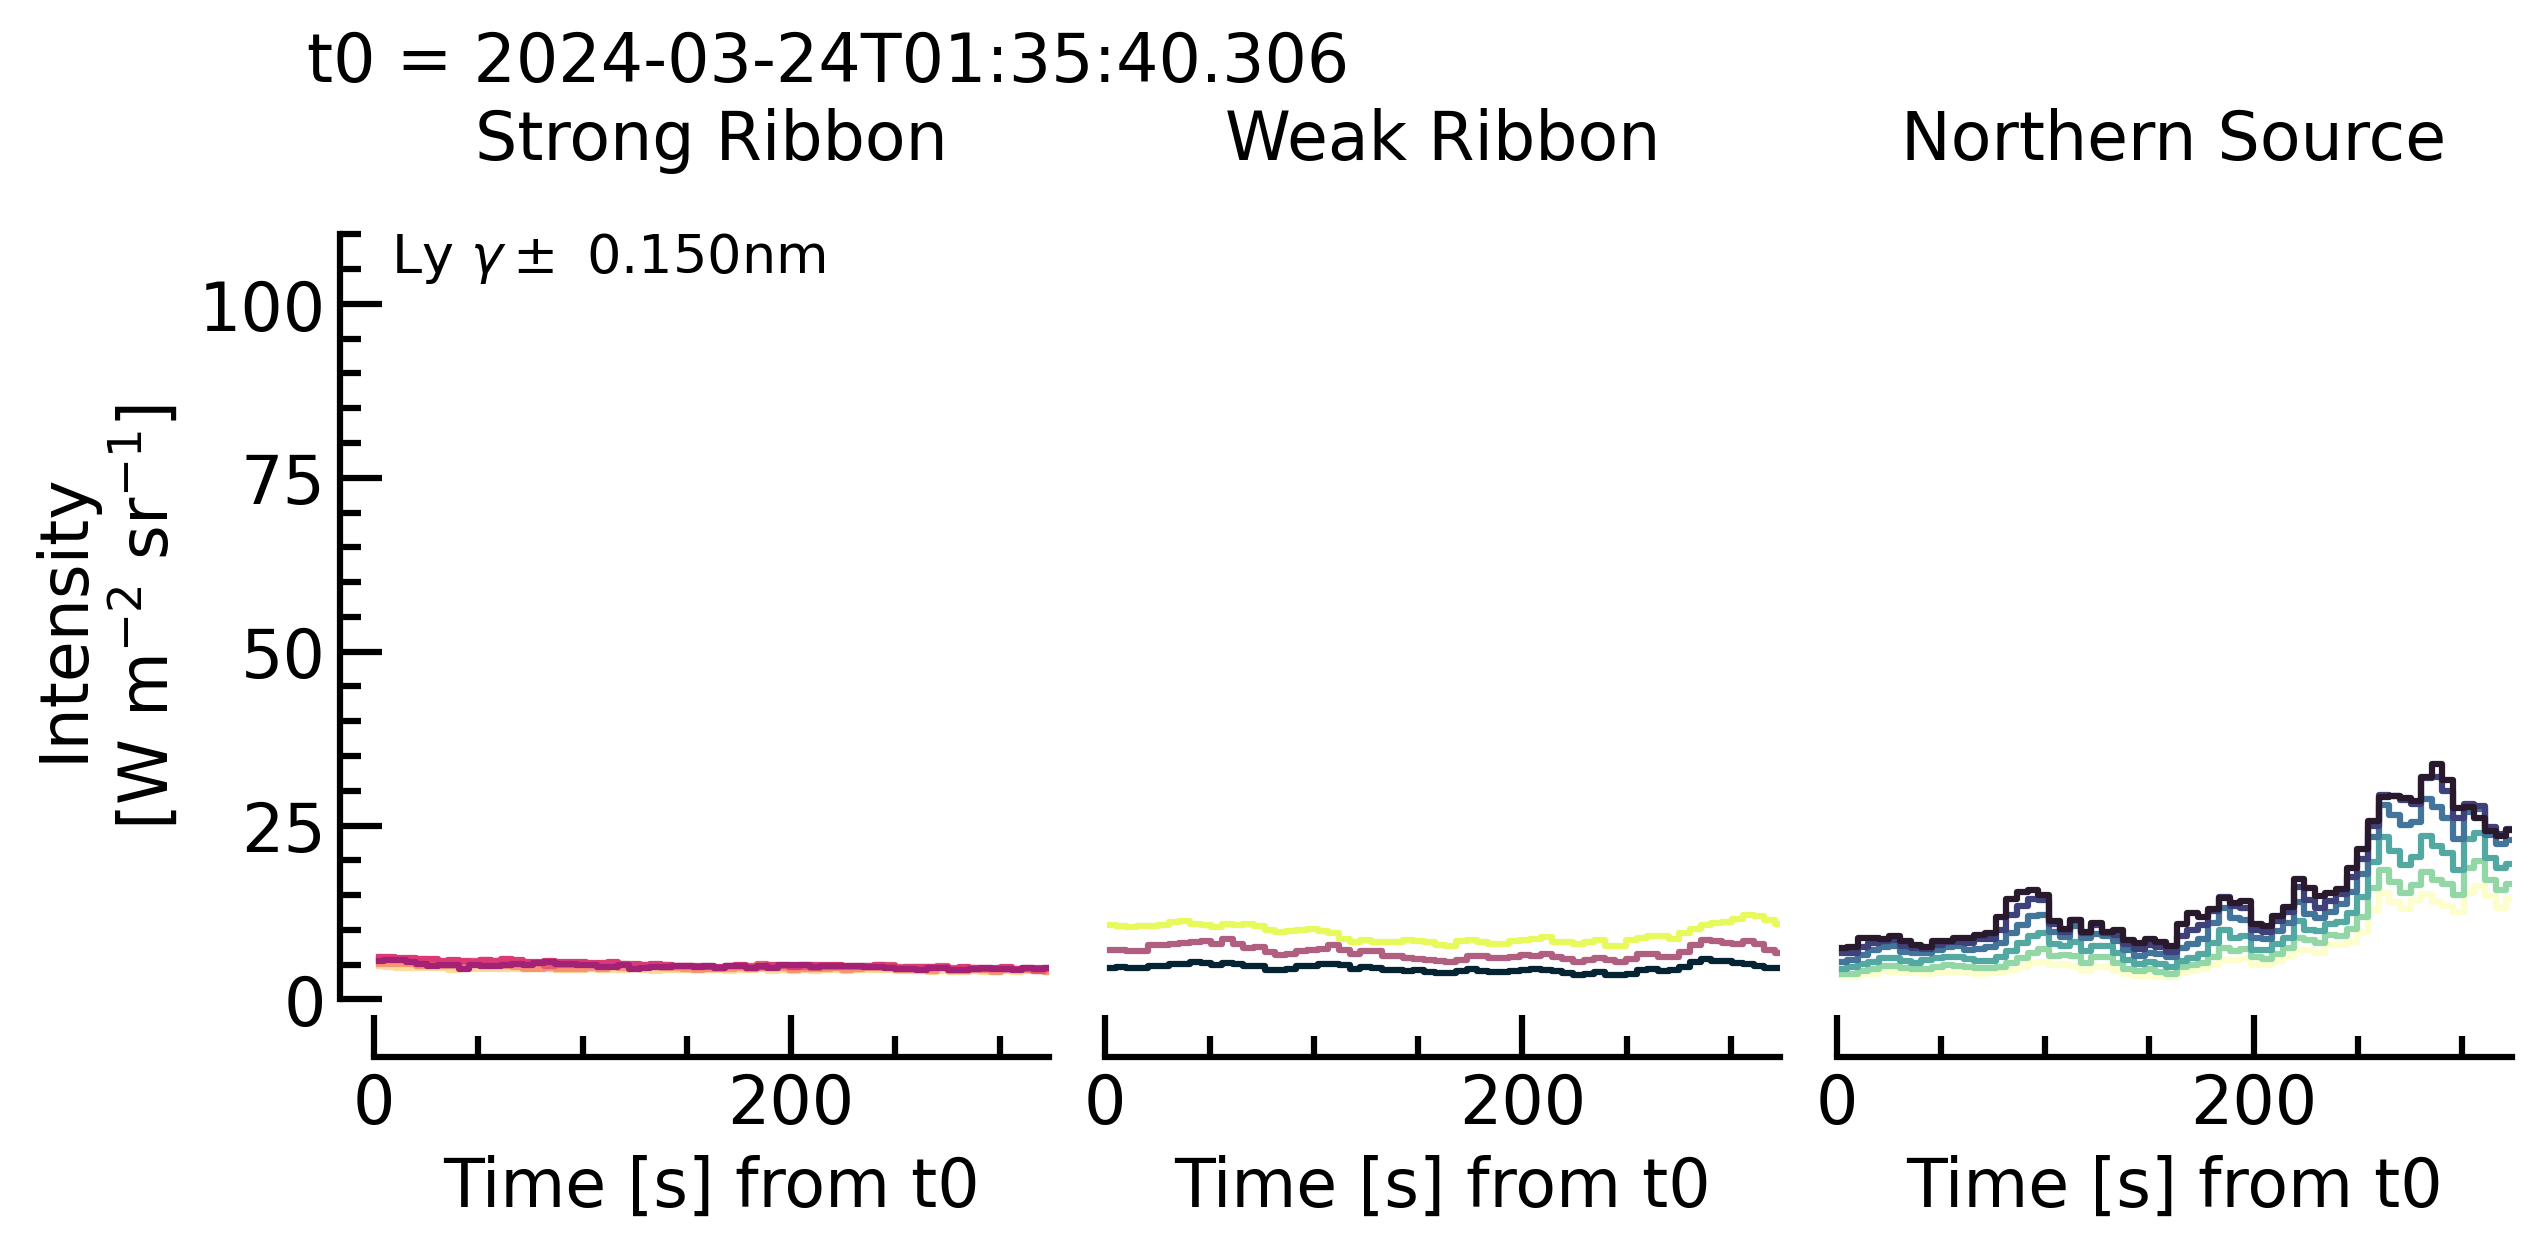 t0 = 2024-03-24T01:35:40.306
Strong Ribbon
Weak Ribbon
Northern Source
Ly γ ± 0.150nm
Intensity
[W m⁻² sr⁻¹]
100
75
50
25
0
0 200
0 200
0 200
Time [s] from t0
Time [s] from t0
Time [s] from t0